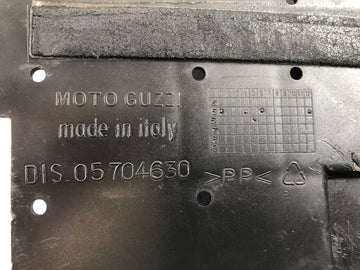 MOTO GUZZI
made in italy
DIS. 05704630 >PP<